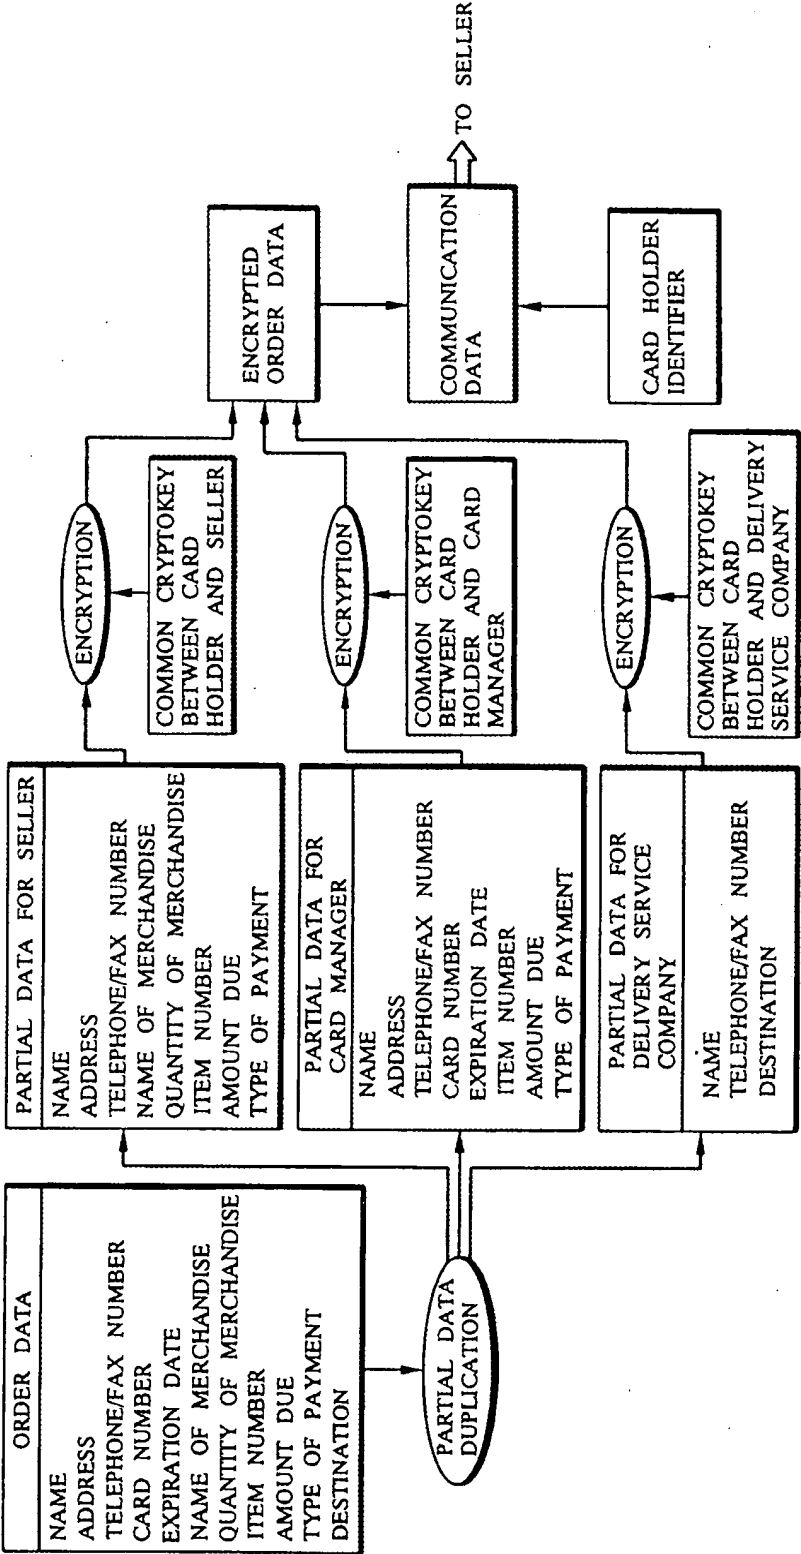 ORDER DATA
NAME
ADDRESS
TELEPHONE/FAX NUMBER
CARD NUMBER
EXPIRATION DATE
NAME OF MERCHANDISE
QUANTITY OF MERCHANDISE
ITEM NUMBER
AMOUNT DUE
TYPE OF PAYMENT
DESTINATION
PARTIAL DATA
DUPLICATION
PARTIAL DATA FOR SELLER
NAME
ADDRESS
TELEPHONE/FAX NUMBER
NAME OF MERCHANDISE
QUANTITY OF MERCHANDISE
ITEM NUMBER
AMOUNT DUE
TYPE OF PAYMENT
PARTIAL DATA FOR
CARD MANAGER
NAME
ADDRESS
TELEPHONE/FAX NUMBER
CARD NUMBER
EXPIRATION DATE
ITEM NUMBER
AMOUNT DUE
TYPE OF PAYMENT
PARTIAL DATA FOR
DELIVERY SERVICE
COMPANY
NAME
TELEPHONE/FAX NUMBER
DESTINATION
ENCRYPTION
COMMON CRYPTOKEY
BETWEEN CARD
HOLDER AND SELLER
ENCRYPTION
COMMON CRYPTOKEY
BETWEEN CARD
HOLDER AND CARD
MANAGER
ENCRYPTION
COMMON CRYPTOKEY
BETWEEN CARD
HOLDER AND DELIVERY
SERVICE COMPANY
ENCRYPTED
ORDER DATA
COMMUNICATION
DATA
CARD HOLDER
IDENTIFIER
TO SELLER